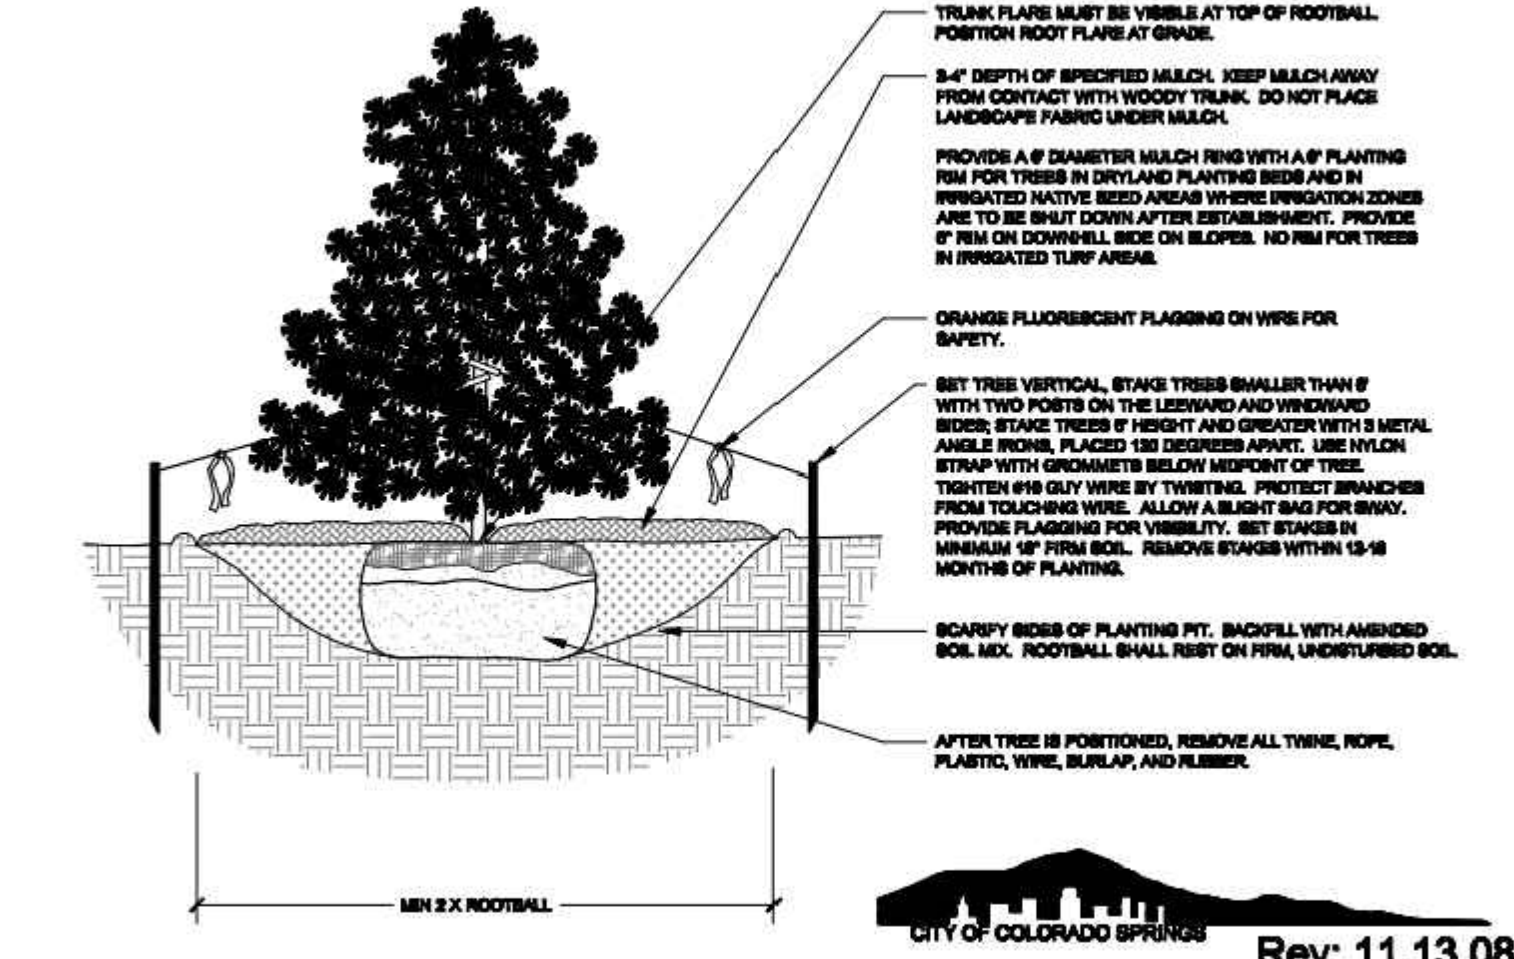 TRUNK FLARE MUST BE VISIBLE AT TOP OF ROOTBALL.
POSITION ROOT FLARE AT GRADE.
3-4" DEPTH OF SPECIFIED MULCH. KEEP MULCH AWAY
FROM CONTACT WITH WOODY TRUNK. DO NOT PLACE
LANDSCAPE FABRIC UNDER MULCH.
PROVIDE A DIAMETER MULCH RING WITH A PLANTING
RIM FOR TREES IN DRYLAND PLANTING BEDS AND IN
IRRIGATED NATIVE SEED AREAS WHERE IRRIGATION ZONES
ARE TO BE SHUT DOWN AFTER ESTABLISHMENT. PROVIDE
RIM ON DOWNHILL SIDE ON SLOPES. NO RIM FOR TREES
IN IRRIGATED TURF AREAS.
ORANGE FLUORESCENT FLAGGING ON WIRE FOR
SAFETY.
SET TREE VERTICAL, STAKE TREES SMALLER THAN
WITH TWO POSTS ON THE LEEWARD AND WINDWARD
SIDES; STAKE TREES HEIGHT AND GREATER WITH 3 METAL
ANGLE IRONS, PLACED 120 DEGREES APART. USE NYLON
STRAP WITH GROMMETS BELOW MIDPOINT OF TREE.
TIGHTEN GUY WIRE BY TWISTING. PROTECT BRANCHES
FROM TOUCHING WIRE. ALLOW A SLIGHT SAG FOR SWAY.
PROVIDE FLAGGING FOR VISIBILITY. SET STAKES IN
MINIMUM FIRM SOIL. REMOVE STAKES WITHIN
MONTHS OF PLANTING.
SCARIFY SIDES OF PLANTING PIT. BACKFILL WITH AMENDED
SOIL MIX. ROOTBALL SHALL REST ON FIRM, UNDISTURBED SOIL.
AFTER TREE IS POSITIONED, REMOVE ALL TWINE, ROPE,
PLASTIC, WIRE, BURLAP, AND RUBBER.
MIN 2 X ROOTBALL
CITY OF COLORADO SPRINGS
Rev: 11.13.08